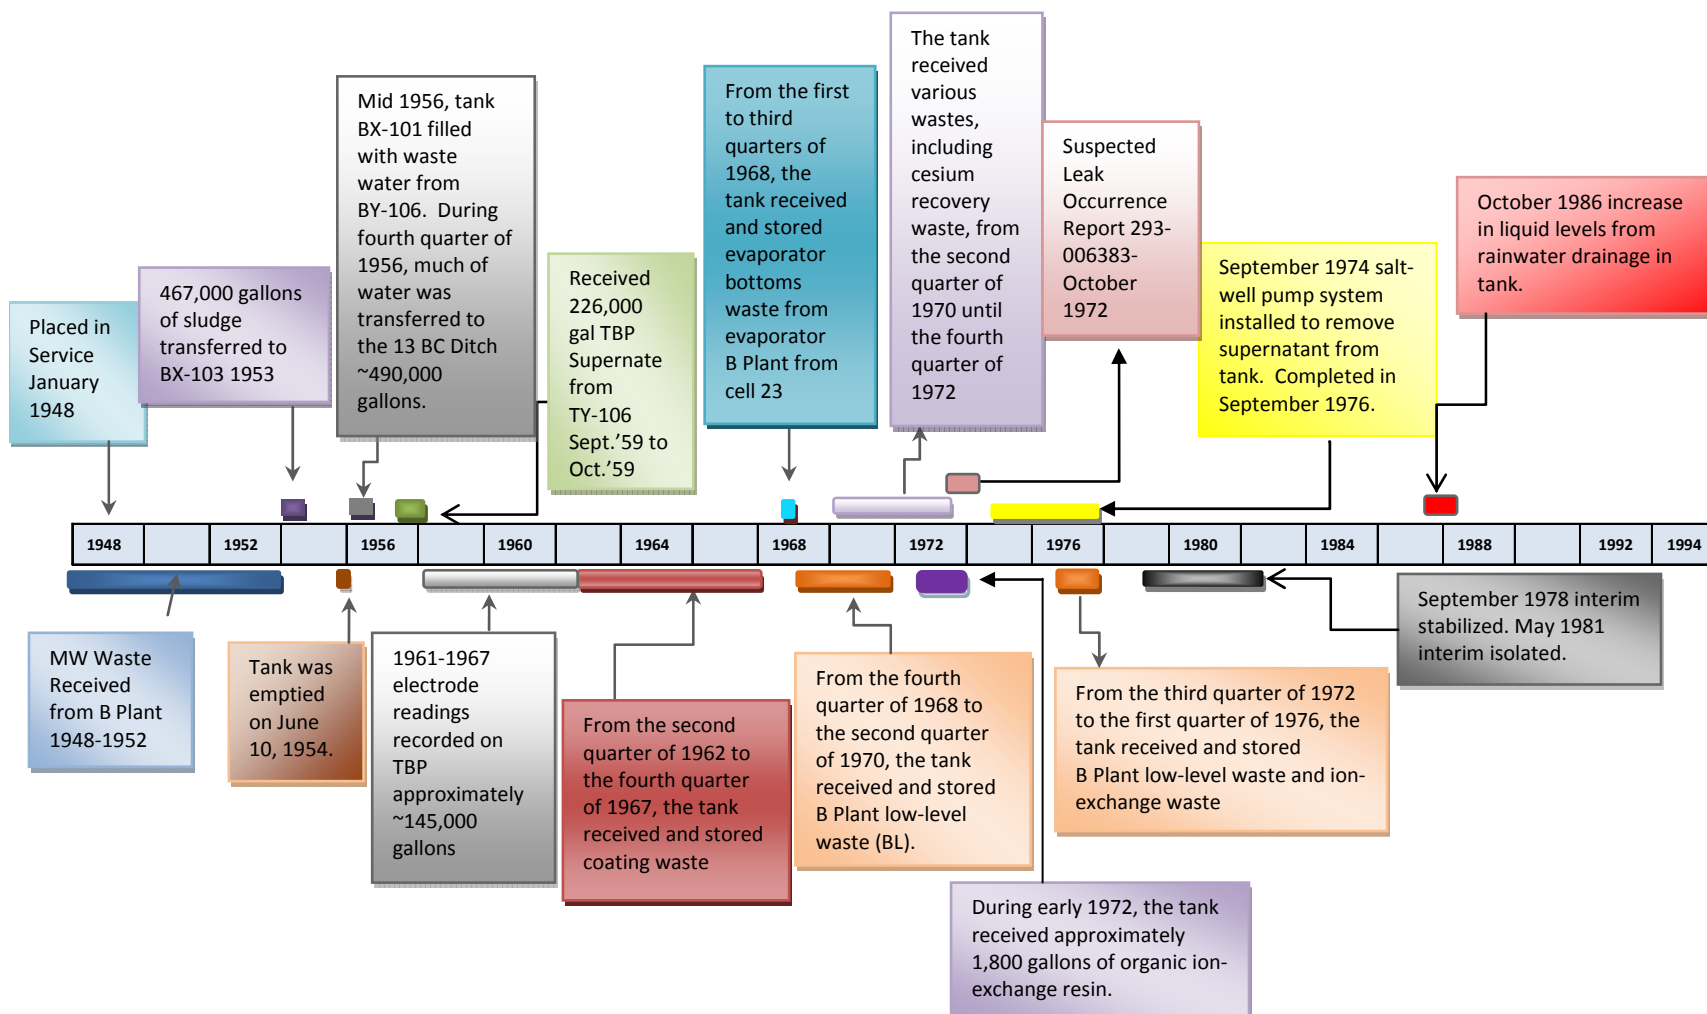 Placed in
Service
January
1948
467,000 gallons
of sludge
transferred to
BX-103 1953
Mid 1956, tank
BX-101 filled
with waste
water from
BY-106.  During
fourth quarter of
1956, much of
water was
transferred to
the 13 BC Ditch
~490,000
gallons.
Received
226,000
gal TBP
Supernate
from
TY-106
Sept.'59 to
Oct.'59
From the first
to third
quarters of
1968, the
tank received
and stored
evaporator
bottoms
waste from
evaporator
B Plant from
cell 23
The tank
received
various
wastes,
including
cesium
recovery
waste, from
the second
quarter of
1970 until the
fourth
quarter of
1972
Suspected
Leak
Occurrence
Report 293-
006383-
October
1972
September 1974 salt-
well pump system
installed to remove
supernatant from
tank.  Completed in
September 1976.
October 1986 increase
in liquid levels from
rainwater drainage in
tank.
1948 1952 1956 1960 1964 1968 1972 1976 1980 1984 1988 1992 1994
MW Waste
Received
from B Plant
1948-1952
Tank was
emptied
on June
10, 1954.
1961-1967
electrode
readings
recorded on
TBP
approximately
~145,000
gallons
From the second
quarter of 1962 to
the fourth quarter
of 1967, the tank
received and stored
coating waste
From the fourth
quarter of 1968 to
the second quarter
of 1970, the tank
received and stored
B Plant low-level
waste (BL).
During early 1972, the tank
received approximately
1,800 gallons of organic ion-
exchange resin.
From the third quarter of 1972
to the first quarter of 1976, the
tank received and stored
B Plant low-level waste and ion-
exchange waste
September 1978 interim
stabilized. May 1981
interim isolated.